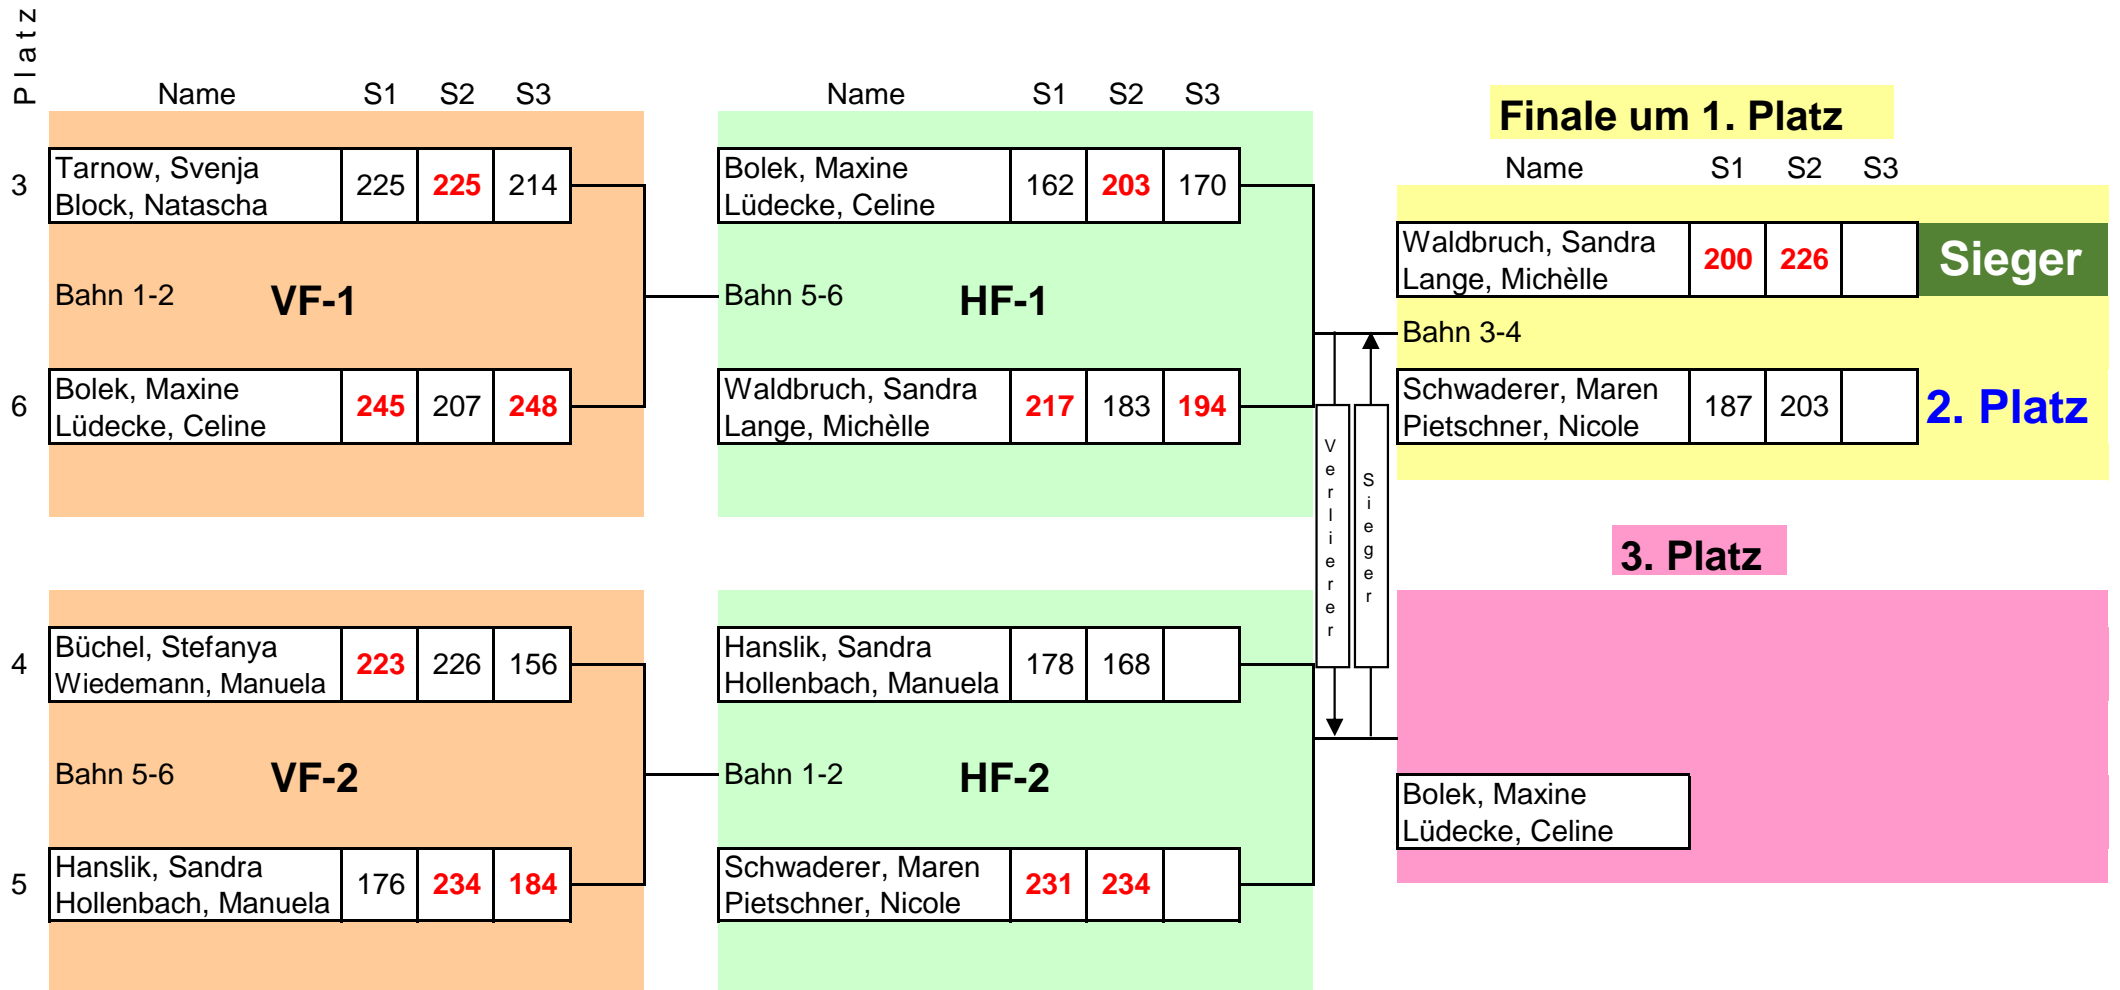 Platz
Name S1 S2 S3
3 Tarnow, Svenja
Block, Natascha 225 225 214
Bahn 1-2 VF-1
6 Bolek, Maxine
Lüdecke, Celine 245 207 248
4 Büchel, Stefanya
Wiedemann, Manuela 223 226 156
Bahn 5-6 VF-2
5 Hanslik, Sandra
Hollenbach, Manuela 176 234 184
Name S1 S2 S3
Bolek, Maxine
Lüdecke, Celine 162 203 170
Bahn 5-6 HF-1
Waldbruch, Sandra
Lange, Michèlle 217 183 194
Hanslik, Sandra
Hollenbach, Manuela 178 168
Bahn 1-2 HF-2
Schwaderer, Maren
Pietschner, Nicole 231 234
Verlierer
Sieger
Finale um 1. Platz
Name S1 S2 S3
Waldbruch, Sandra
Lange, Michèlle 200 226 Sieger
Bahn 3-4
Schwaderer, Maren
Pietschner, Nicole 187 203 2. Platz
3. Platz
Bolek, Maxine
Lüdecke, Celine